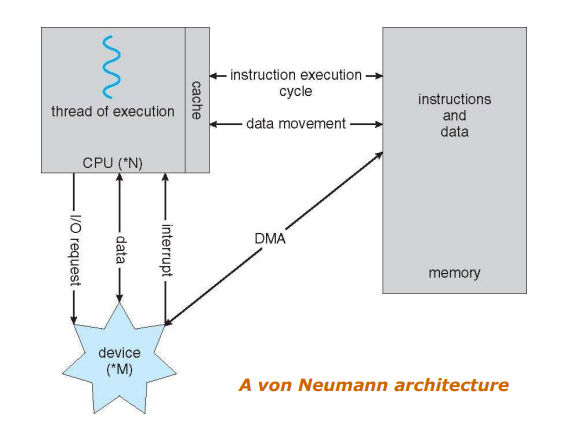 thread of execution
cache
CPU (*N)
instruction execution
cycle
data movement
instructions
and
data
memory
I/O request
data
interrupt
DMA
device
(*M)
A von Neumann architecture